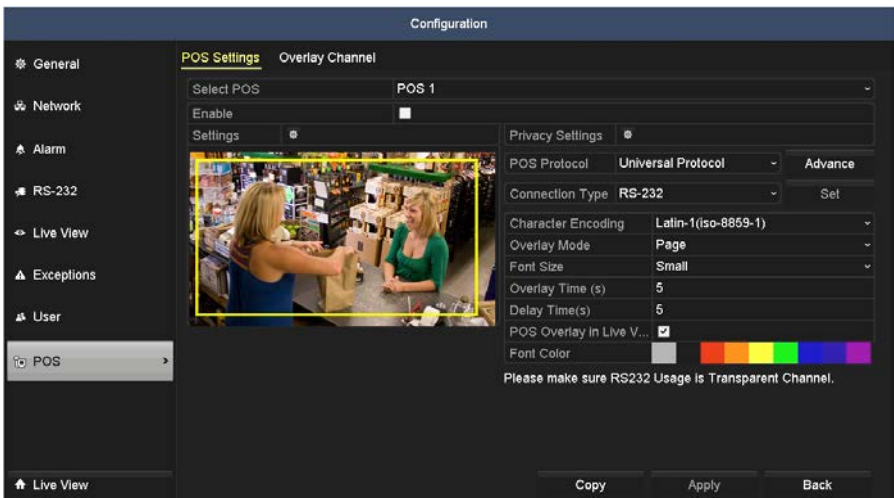 Configuration
General
Network
Alarm
RS-232
Live View
Exceptions
User
POS
Live View
POS Settings Overlay Channel
Select POS POS 1
Enable
Settings Privacy Settings
POS Protocol Universal Protocol Advance
Connection Type RS-232 Set
Character Encoding Latin-1(iso-8859-1)
Overlay Mode Page
Font Size Small
Overlay Time (s) 5
Delay Time(s) 5
POS Overlay in Live V...
Font Color
Please make sure RS232 Usage is Transparent Channel.
Copy Apply Back